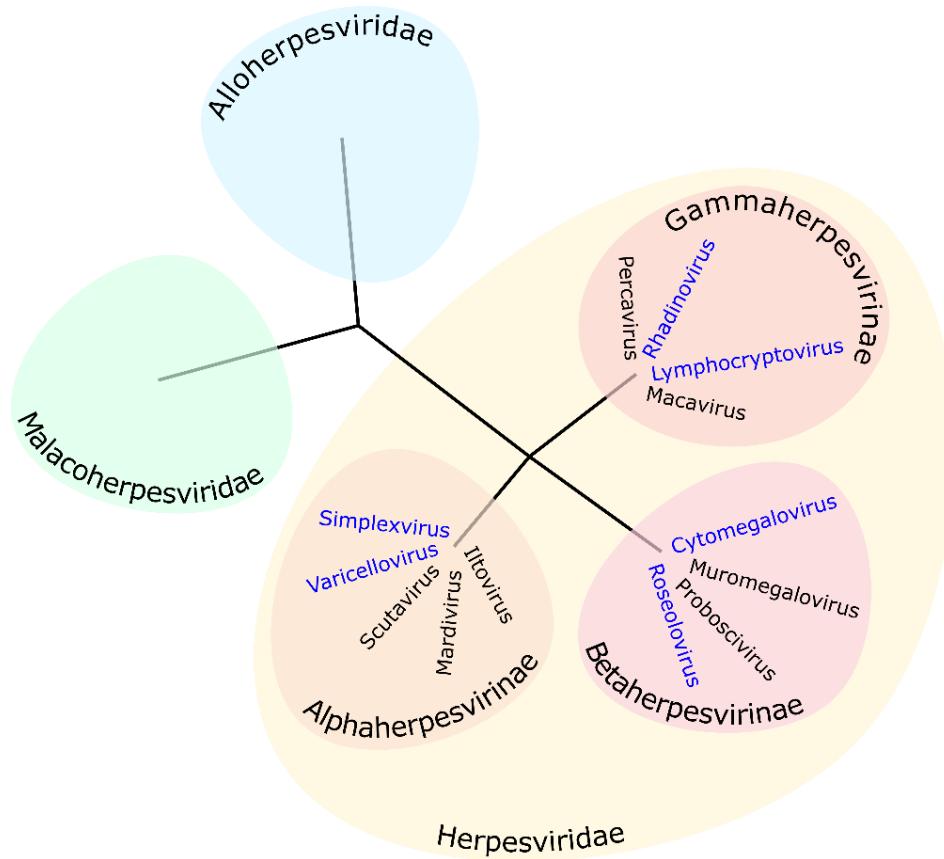 Alloherpesviridae
Malacoherpesviridae
Gammaherpesvirinae
Percavirus
Rhadinovirus
Lymphocryptovirus
Macavirus
Simplexvirus
Varicellovirus
Scutavirus
Mardivirus
Iltovirus
Alphaherpesvirinae
Cytomegalovirus
Muromegalovirus
Proboscivirus
Roseolovirus
Betaherpesvirinae
Herpesviridae